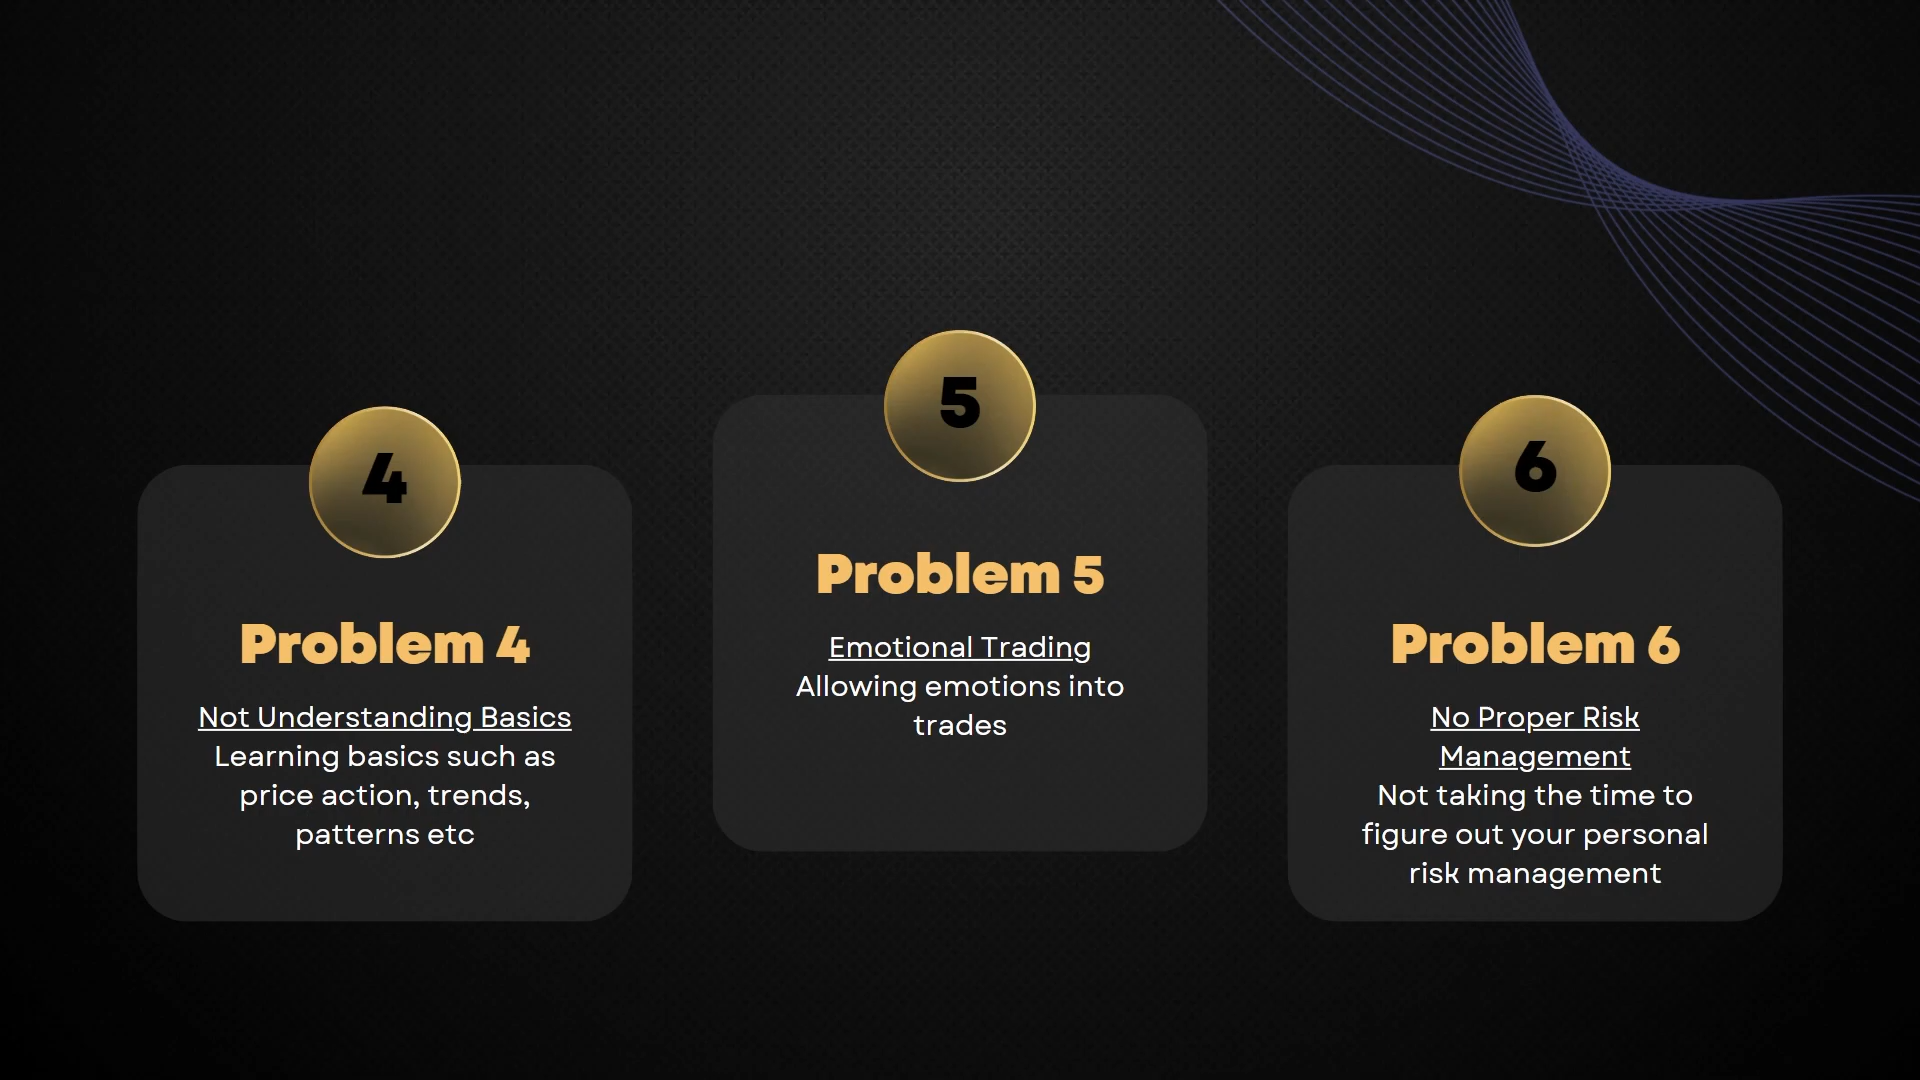 4
Problem 4
Not Understanding Basics
Learning basics such as
price action, trends,
patterns etc
5
Problem 5
Emotional Trading
Allowing emotions into
trades
6
Problem 6
No Proper Risk
Management
Not taking the time to
figure out your personal
risk management